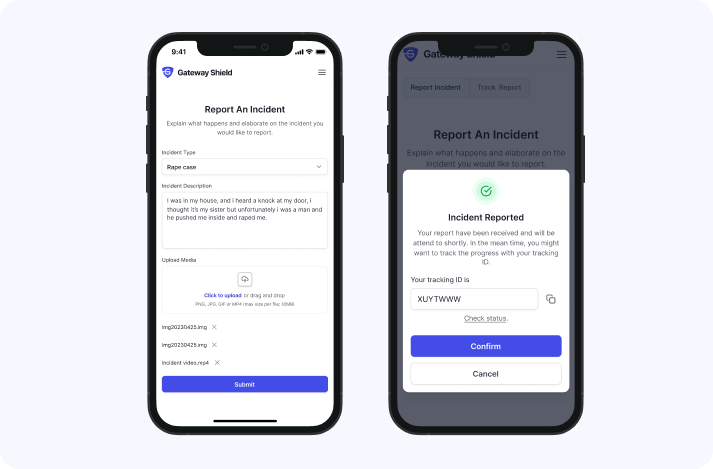 9:41
Gateway Shield
Report An Incident
Explain what happens and elaborate on the incident you
would like to report.
Incident Type
Rape case
Incident Description
I was in my house, and i heard a knock at my door, i
thought it's my sister but unfortunately i was a man and
he pushed me inside and raped me.
Upload Media
Click to upload or drag and drop
PNG, JPG, GIF or MP4 (max size per file: 10MB)
img20230425.img
img20230425.img
Incident video.mp4
Submit
Gateway Shield
Report Incident
Track Report
Report An Incident
Explain what happens and elaborate on the
incident you would like to report.
Incident Reported
Your report have been received and will be
attend to shortly. In the mean time, you might
want to track the progress with your tracking
ID.
Your tracking ID is
XUYTWWW
Check status.
Confirm
Cancel